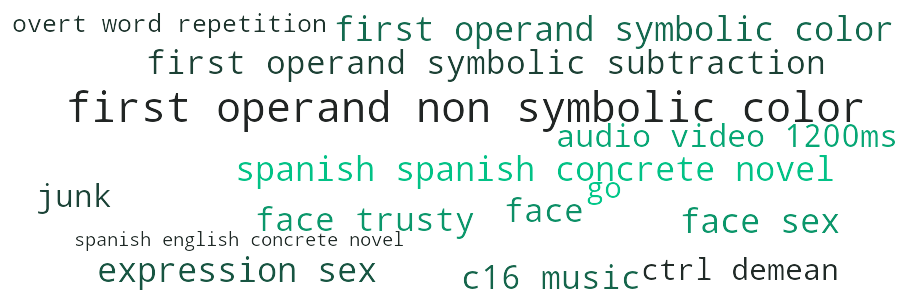 overt word repetition
first operand symbolic color
first operand symbolic subtraction
first operand non symbolic color
audio video 1200ms
spanish spanish concrete novel
go
junk
face
face trusty
face sex
spanish english concrete novel
expression sex
c16 music
ctrl demean